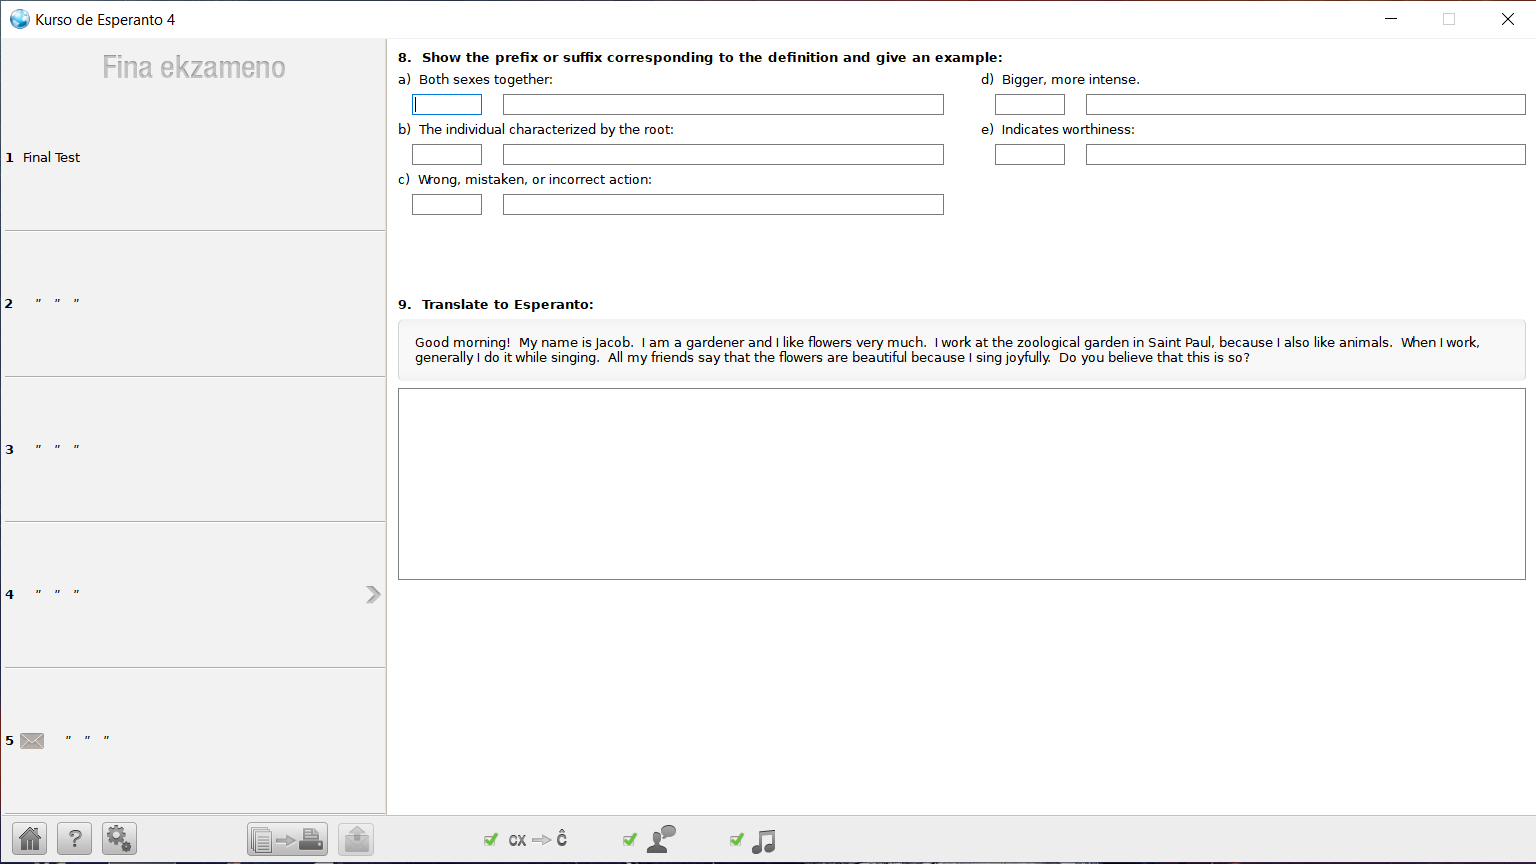 Kurso de Esperanto 4
Fina ekzameno
1 Final Test
2 " " "
3 " " "
4 " " "
5 " " "
8. Show the prefix or suffix corresponding to the definition and give an example:
a) Both sexes together:
d) Bigger, more intense.
b) The individual characterized by the root:
e) Indicates worthiness:
c) Wrong, mistaken, or incorrect action:
9. Translate to Esperanto:
Good morning! My name is Jacob. I am a gardener and I like flowers very much. I work at the zoological garden in Saint Paul, because I also like animals. When I work,
generally I do it while singing. All my friends say that the flowers are beautiful because I sing joyfully. Do you believe that this is so?
?
cx Ĉ